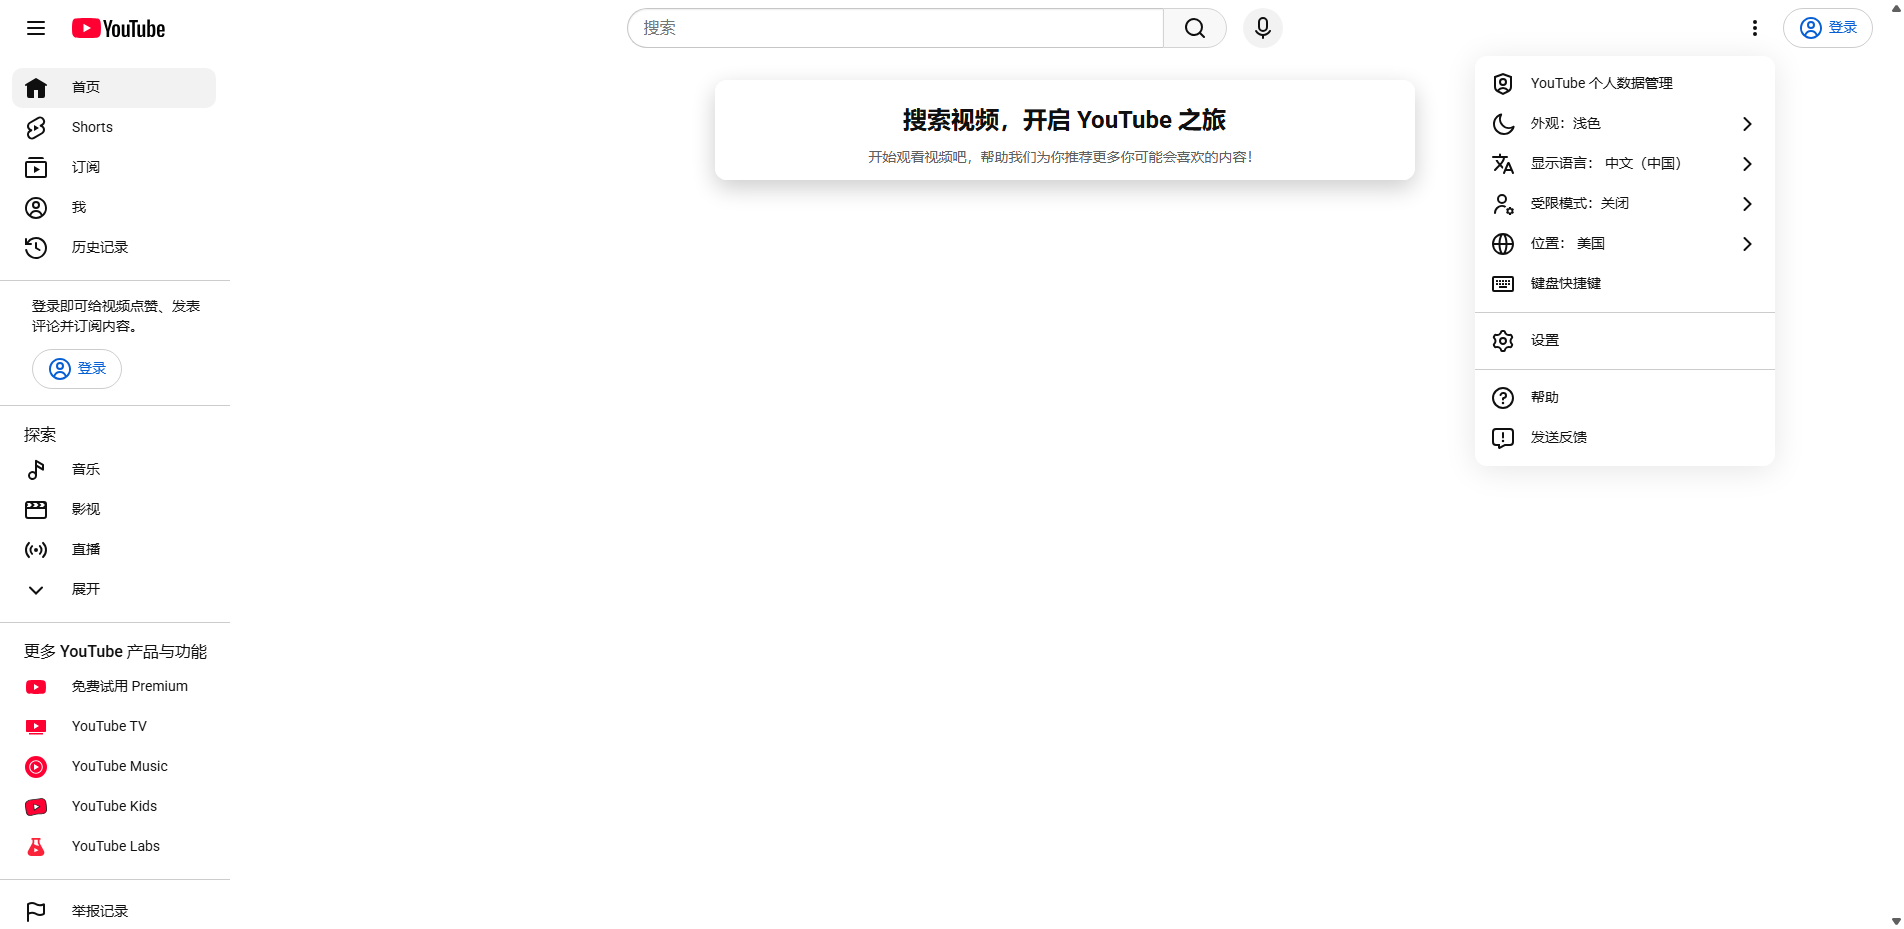 YouTube
搜索
登录
首页
Shorts
订阅
我
历史记录
登录即可给视频点赞、发表
评论并订阅内容。
登录
探索
音乐
影视
直播
展开
更多 YouTube 产品与功能
免费试用 Premium
YouTube TV
YouTube Music
YouTube Kids
YouTube Labs
举报记录
搜索视频，开启 YouTube 之旅
开始观看视频吧，帮助我们为你推荐更多你可能会喜欢的内容！
YouTube 个人数据管理
外观：浅色
显示语言： 中文（中国）
受限模式：关闭
位置： 美国
键盘快捷键
设置
帮助
发送反馈